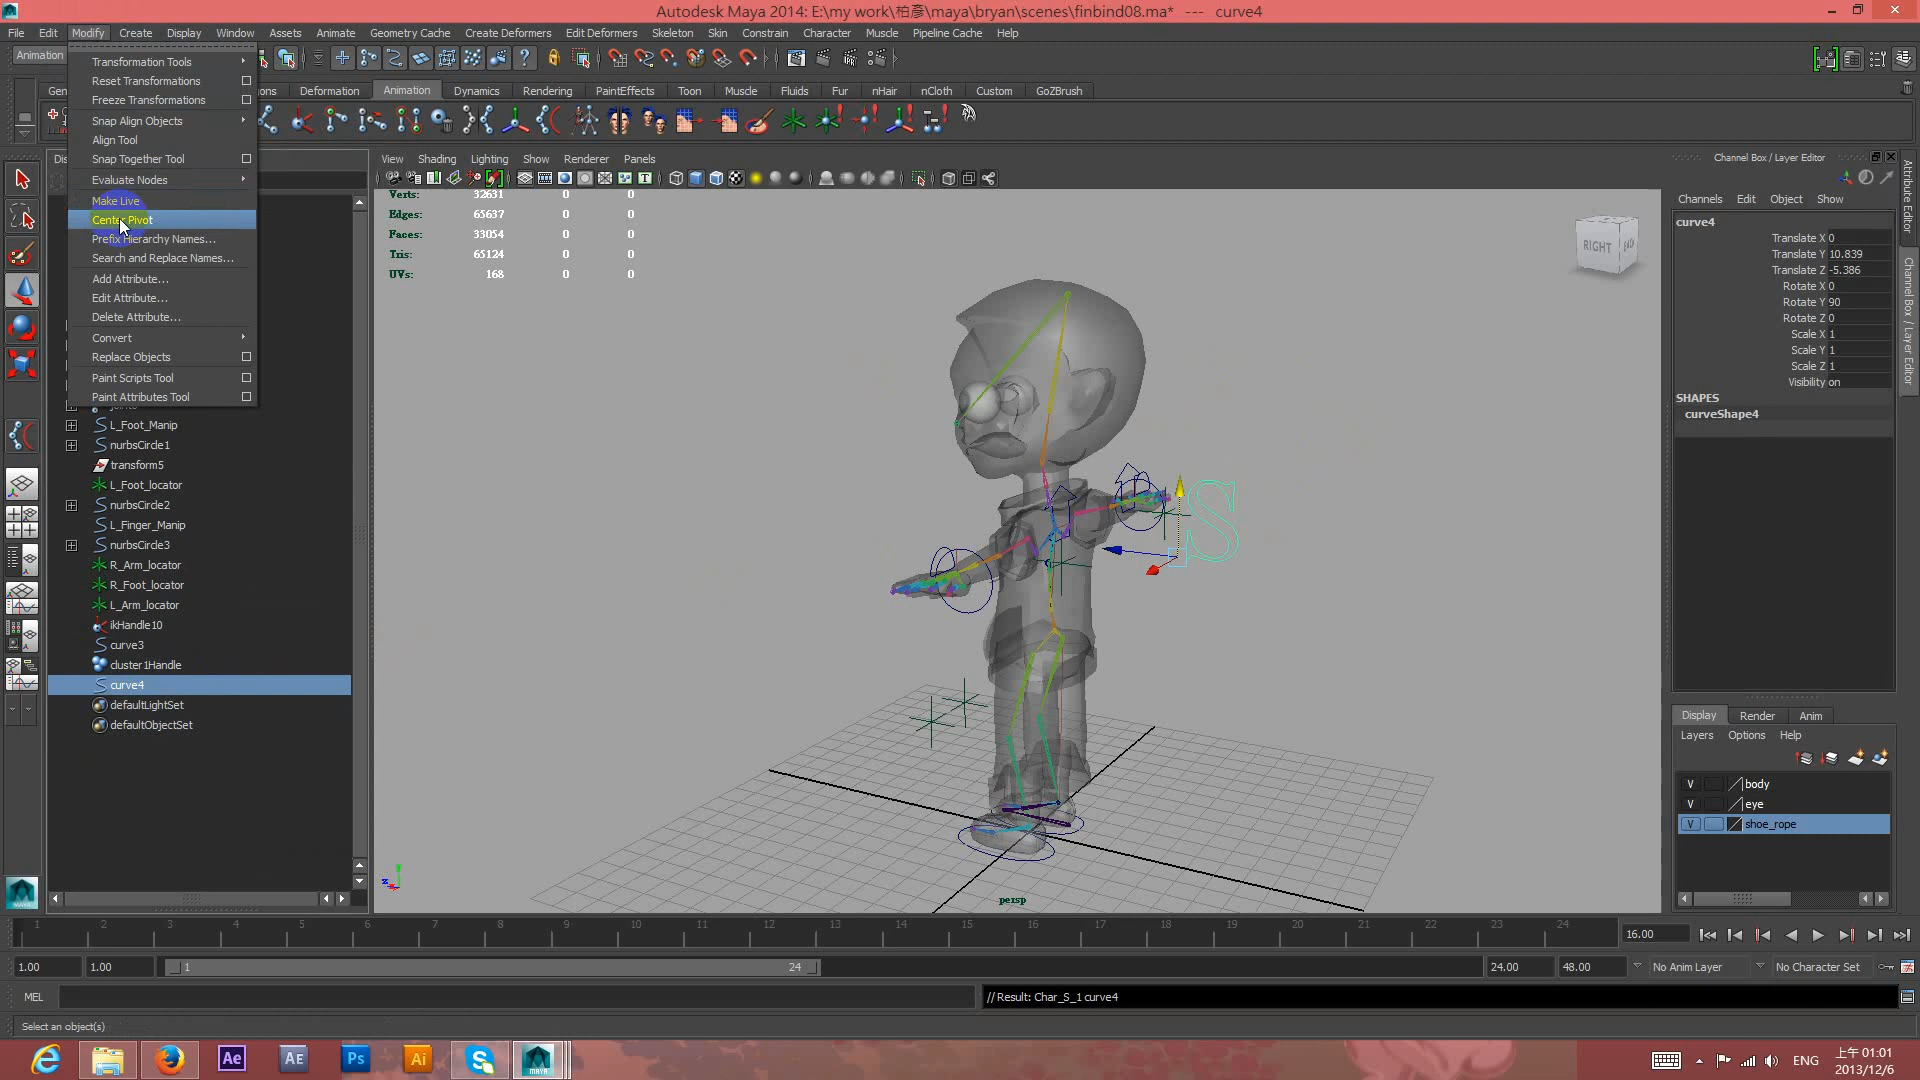 Autodesk Maya 2014: E:\my work\柏彥\maya\bryan\scenes\finbind08.ma*   ---   curve4
File Edit Modify Create Display Window Assets Animate Geometry Cache Create Deformers Edit Deformers Skeleton Skin Constrain Character Muscle Pipeline Cache Help
Animation
Deformation Animation Dynamics Rendering PaintEffects Toon Muscle Fluids Fur nHair nCloth Custom GoZBrush
Transformation Tools
Reset Transformations
Freeze Transformations
Snap Align Objects
Align Tool
Snap Together Tool
Evaluate Nodes
Make Live
Center Pivot
Prefix Hierarchy Names...
Search and Replace Names...
Add Attribute...
Edit Attribute...
Delete Attribute...
Convert
Replace Objects
Paint Scripts Tool
Paint Attributes Tool
L_Foot_Manip
nurbsCircle1
transform5
L_Foot_locator
nurbsCircle2
L_Finger_Manip
nurbsCircle3
R_Arm_locator
R_Foot_locator
L_Arm_locator
ikHandle10
curve3
cluster1Handle
curve4
defaultLightSet
defaultObjectSet
View Shading Lighting Show Renderer Panels
Verts: 32631 0 0
Edges: 65637 0 0
Faces: 33054 0 0
Tris: 65124 0 0
UVs: 168 0 0
RIGHT BACK
S
persp
Channel Box / Layer Editor
Channels Edit Object Show
curve4
Translate X 0
Translate Y 10.839
Translate Z -5.386
Rotate X 0
Rotate Y 90
Rotate Z 0
Scale X 1
Scale Y 1
Scale Z 1
Visibility on
SHAPES
curveShape4
Attribute Editor
Channel Box / Layer Editor
Display Render Anim
Layers Options Help
V body
V eye
V shoe_rope
1 2 3 4 5 6 7 8 9 10 11 12 13 14 15 16 17 18 19 20 21 22 23 24
16.00
1.00 1.00 1 24 24.00 48.00 No Anim Layer No Character Set
MEL
// Result: Char_S_1 curve4
Select an object(s)
Ae AE Ps Ai
ENG
上午 01:01
2013/12/6